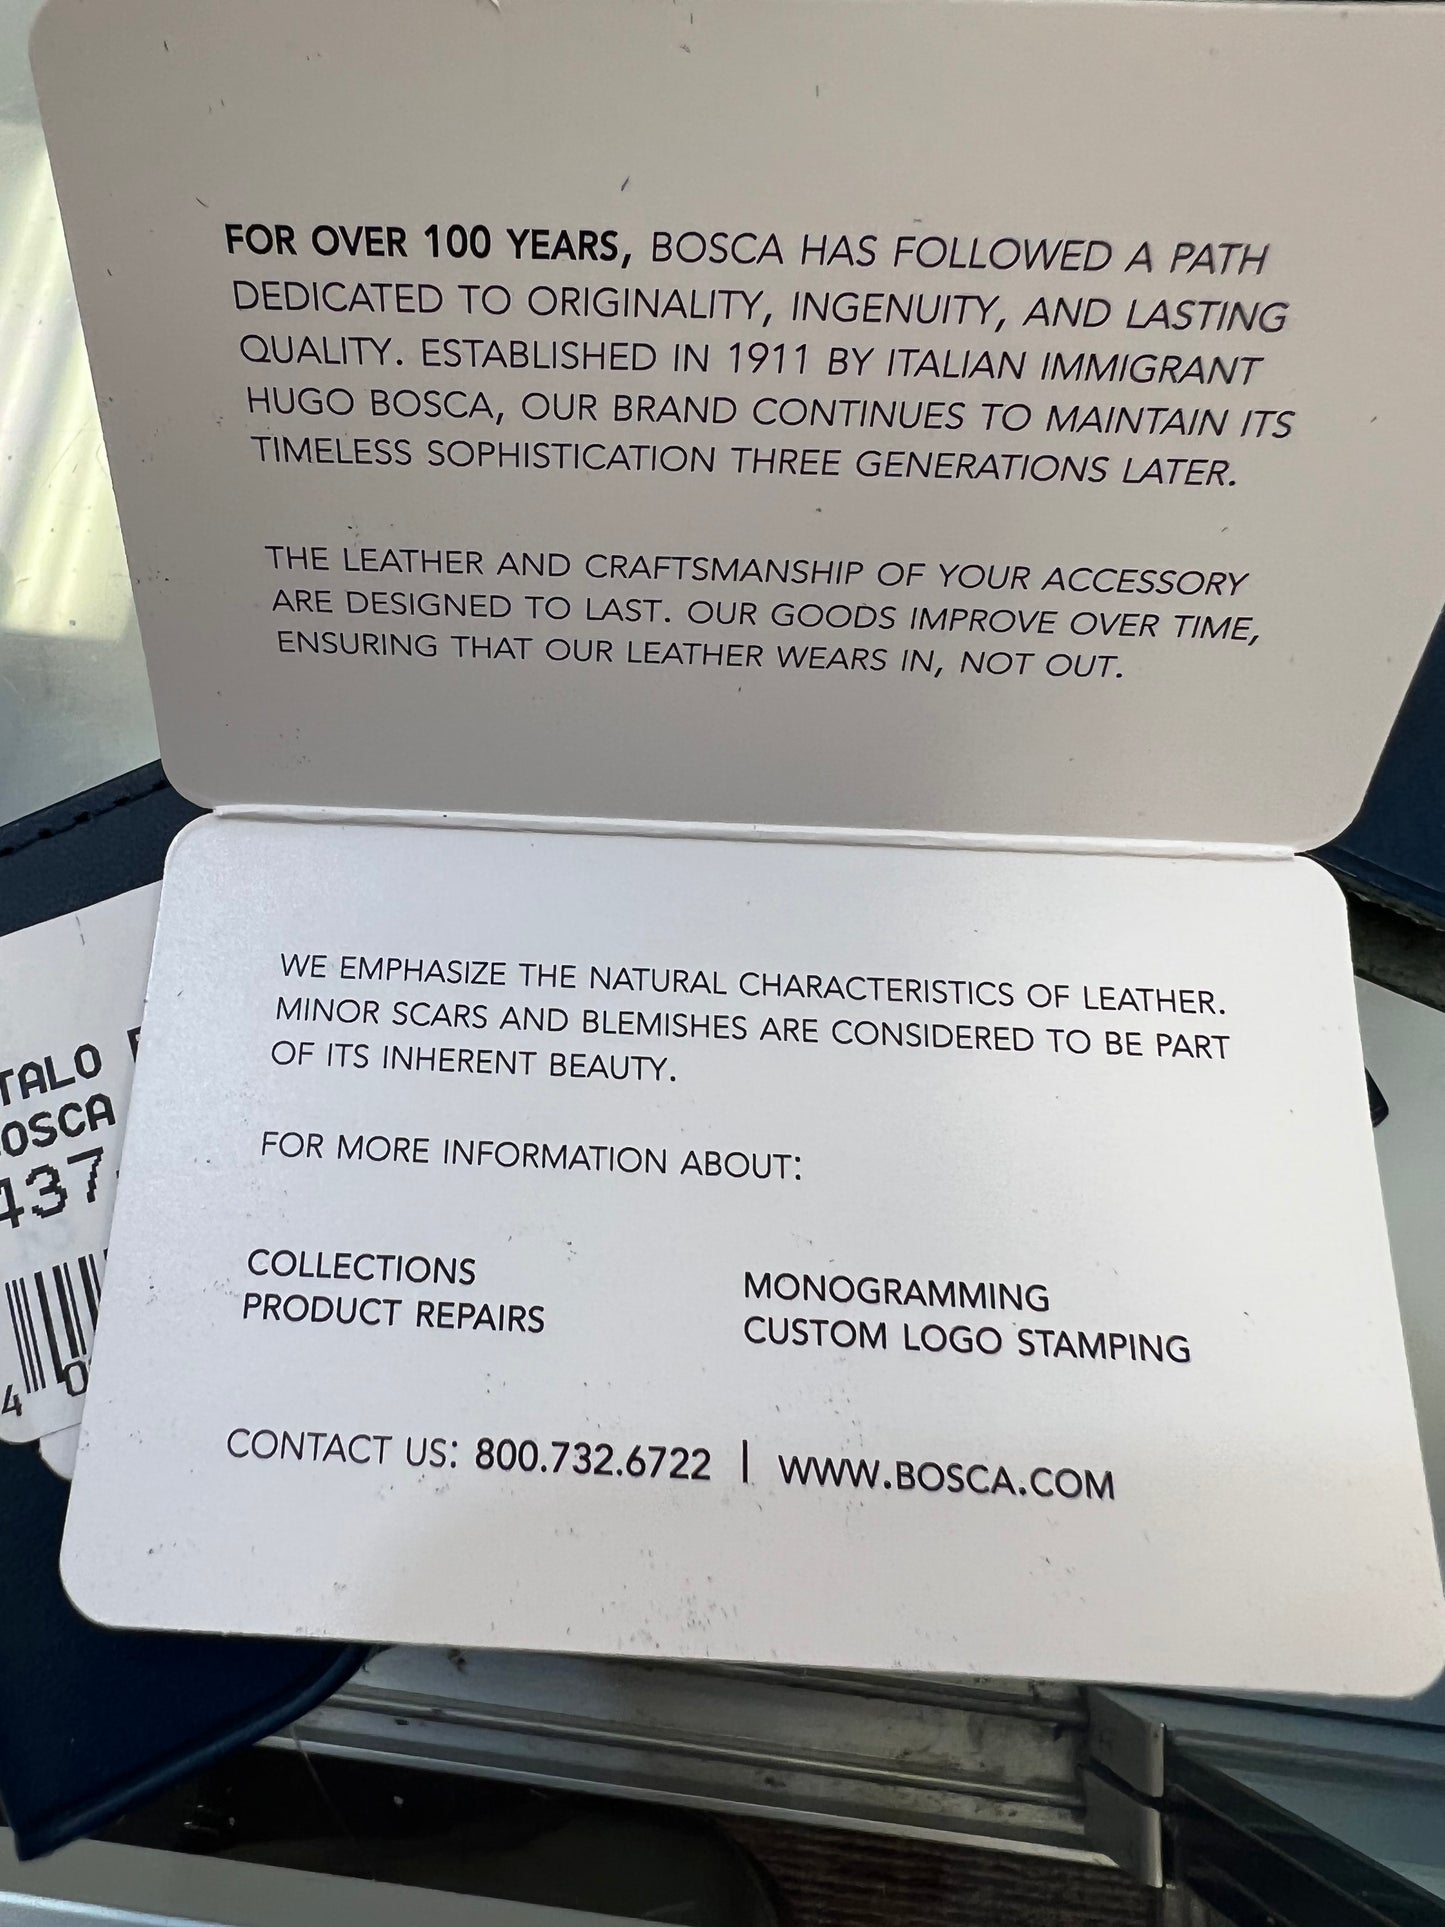 FOR OVER 100 YEARS, BOSCA HAS FOLLOWED A PATH
DEDICATED TO ORIGINALITY, INGENUITY, AND LASTING
QUALITY. ESTABLISHED IN 1911 BY ITALIAN IMMIGRANT
HUGO BOSCA, OUR BRAND CONTINUES TO MAINTAIN ITS
TIMELESS SOPHISTICATION THREE GENERATIONS LATER.
THE LEATHER AND CRAFTSMANSHIP OF YOUR ACCESSORY
ARE DESIGNED TO LAST. OUR GOODS IMPROVE OVER TIME,
ENSURING THAT OUR LEATHER WEARS IN, NOT OUT.
WE EMPHASIZE THE NATURAL CHARACTERISTICS OF LEATHER.
MINOR SCARS AND BLEMISHES ARE CONSIDERED TO BE PART
OF ITS INHERENT BEAUTY.
FOR MORE INFORMATION ABOUT:
COLLECTIONS
PRODUCT REPAIRS
MONOGRAMMING
CUSTOM LOGO STAMPING
CONTACT US: 800.732.6722 | WWW.BOSCA.COM
TALO
OSCA
437
4 0